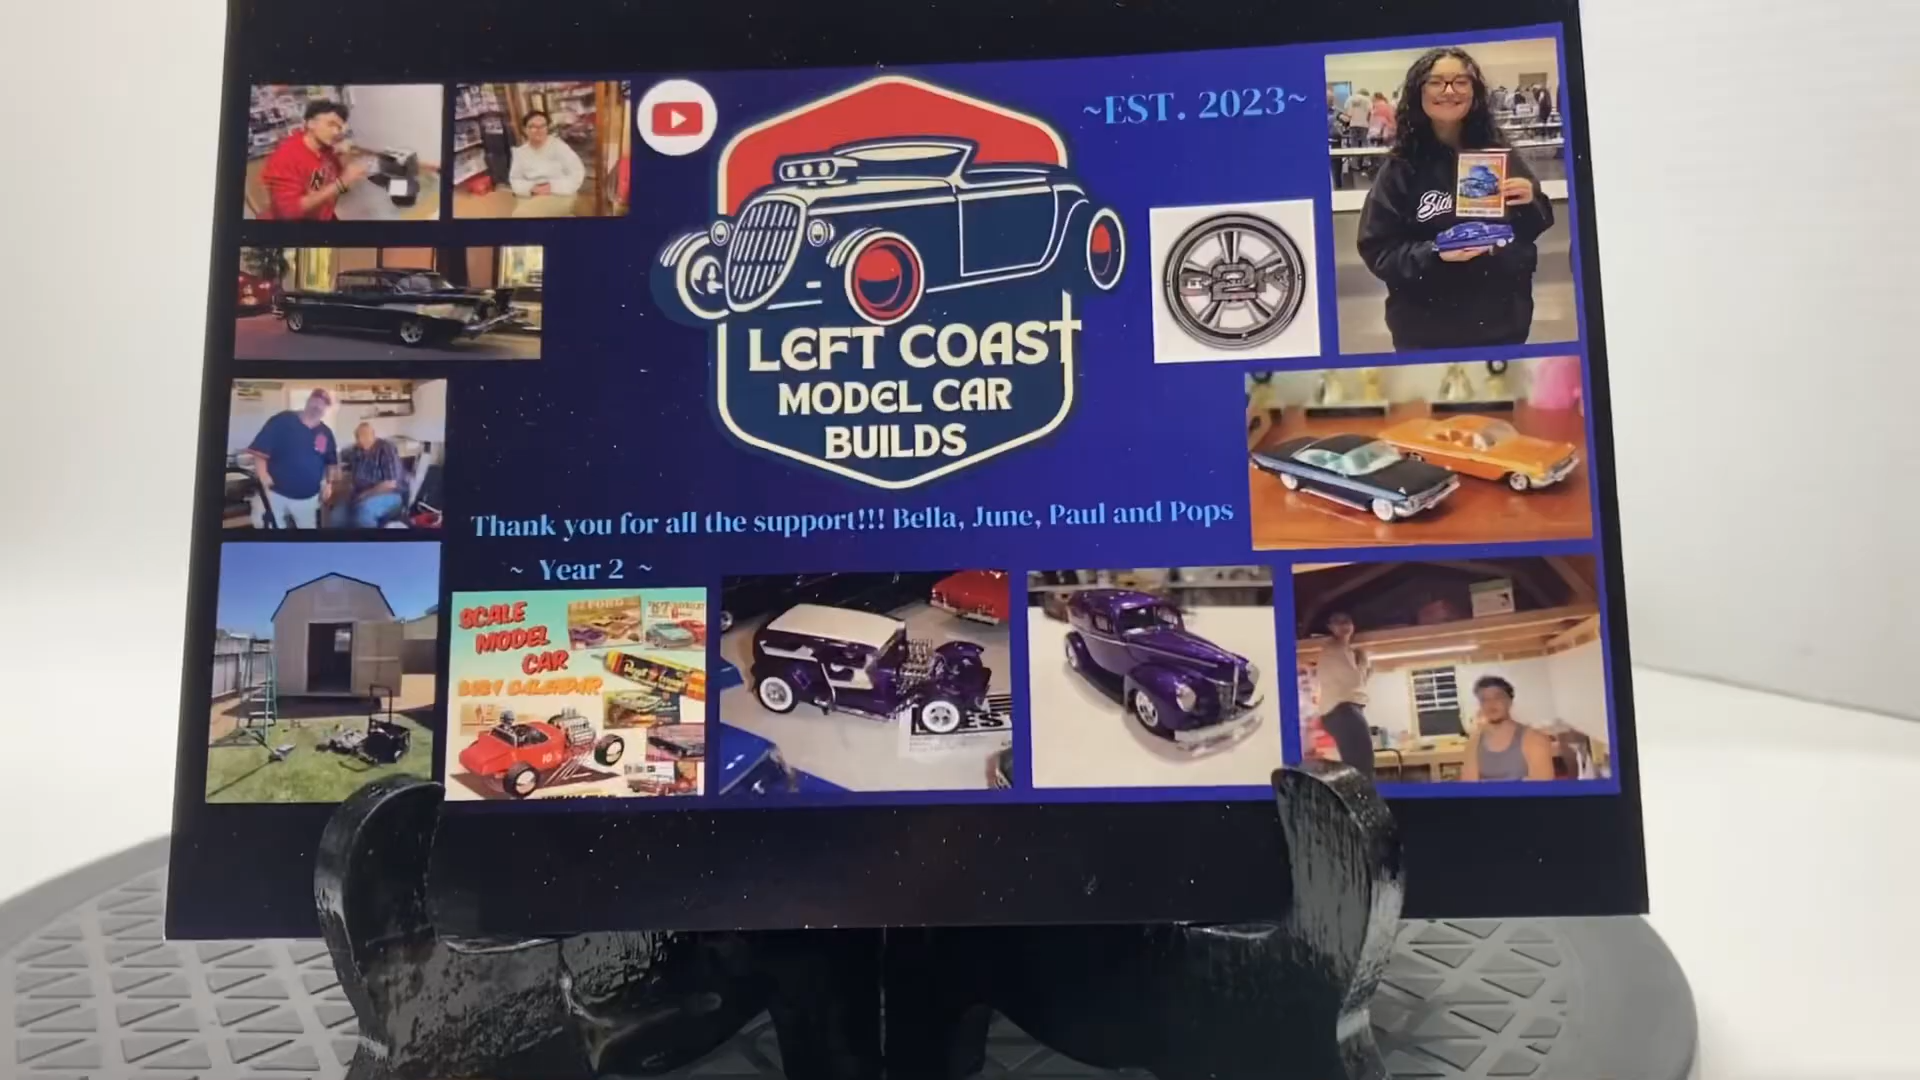 ~EST. 2023~
LEFT COAST
MODEL CAR
BUILDS
Thank you for all the support!!! Bella, June, Paul and Pops
~ Year 2 ~
SCALE
MODEL
CAR
CALENDAR